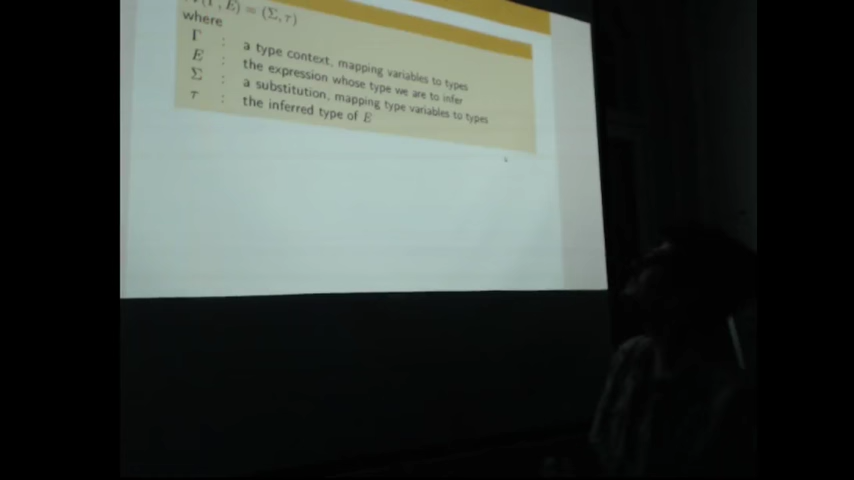 (Γ, E) = (Σ, τ)
where
Γ : a type context, mapping variables to types
E : the expression whose type we are to infer
Σ : a substitution, mapping type variables to types
τ : the inferred type of E